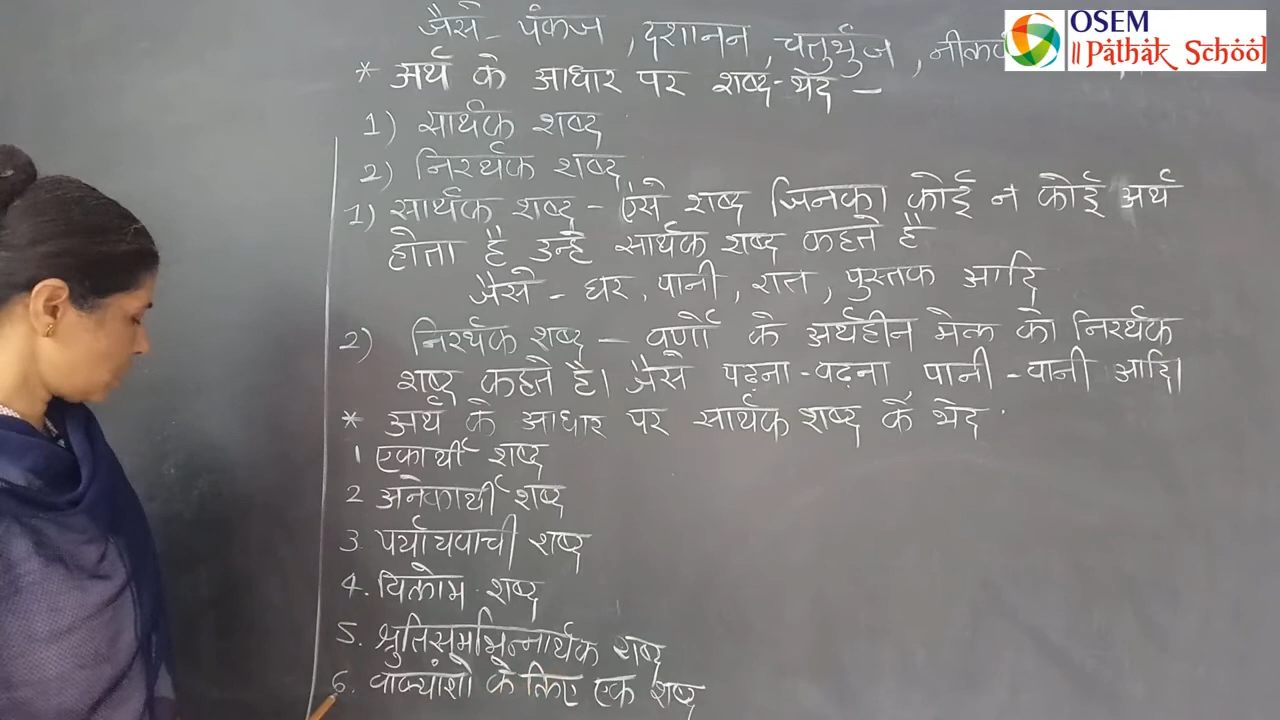 जैसे - पंकज , दशानन , चतुर्भुज , नील
OSEM
Pathak School
* अर्थ के आधार पर शब्द - भेद -
1) सार्थक शब्द
2) निरर्थक शब्द
1) सार्थक शब्द - ऐसे शब्द जिनका कोई न कोई अर्थ
होता है उन्हे सार्थक शब्द कहते है
जैसे - घर , पानी , रात , पुस्तक आदि
2) निरर्थक शब्द - वर्णो के अर्थहीन मेल को निरर्थक
शब्द कहते है। जैसे पढ़ना - वढ़ना पानी - वानी आदि।
* अर्थ के आधार पर सार्थक शब्द के भेद
1 एकार्थी शब्द
2 अनेकार्थी शब्द
3. पर्यायवाची शब्द
4. विलोम शब्द
5. श्रुतिसमभिन्नार्थक शब्द
6. वाक्यांशो के लिए एक शब्द